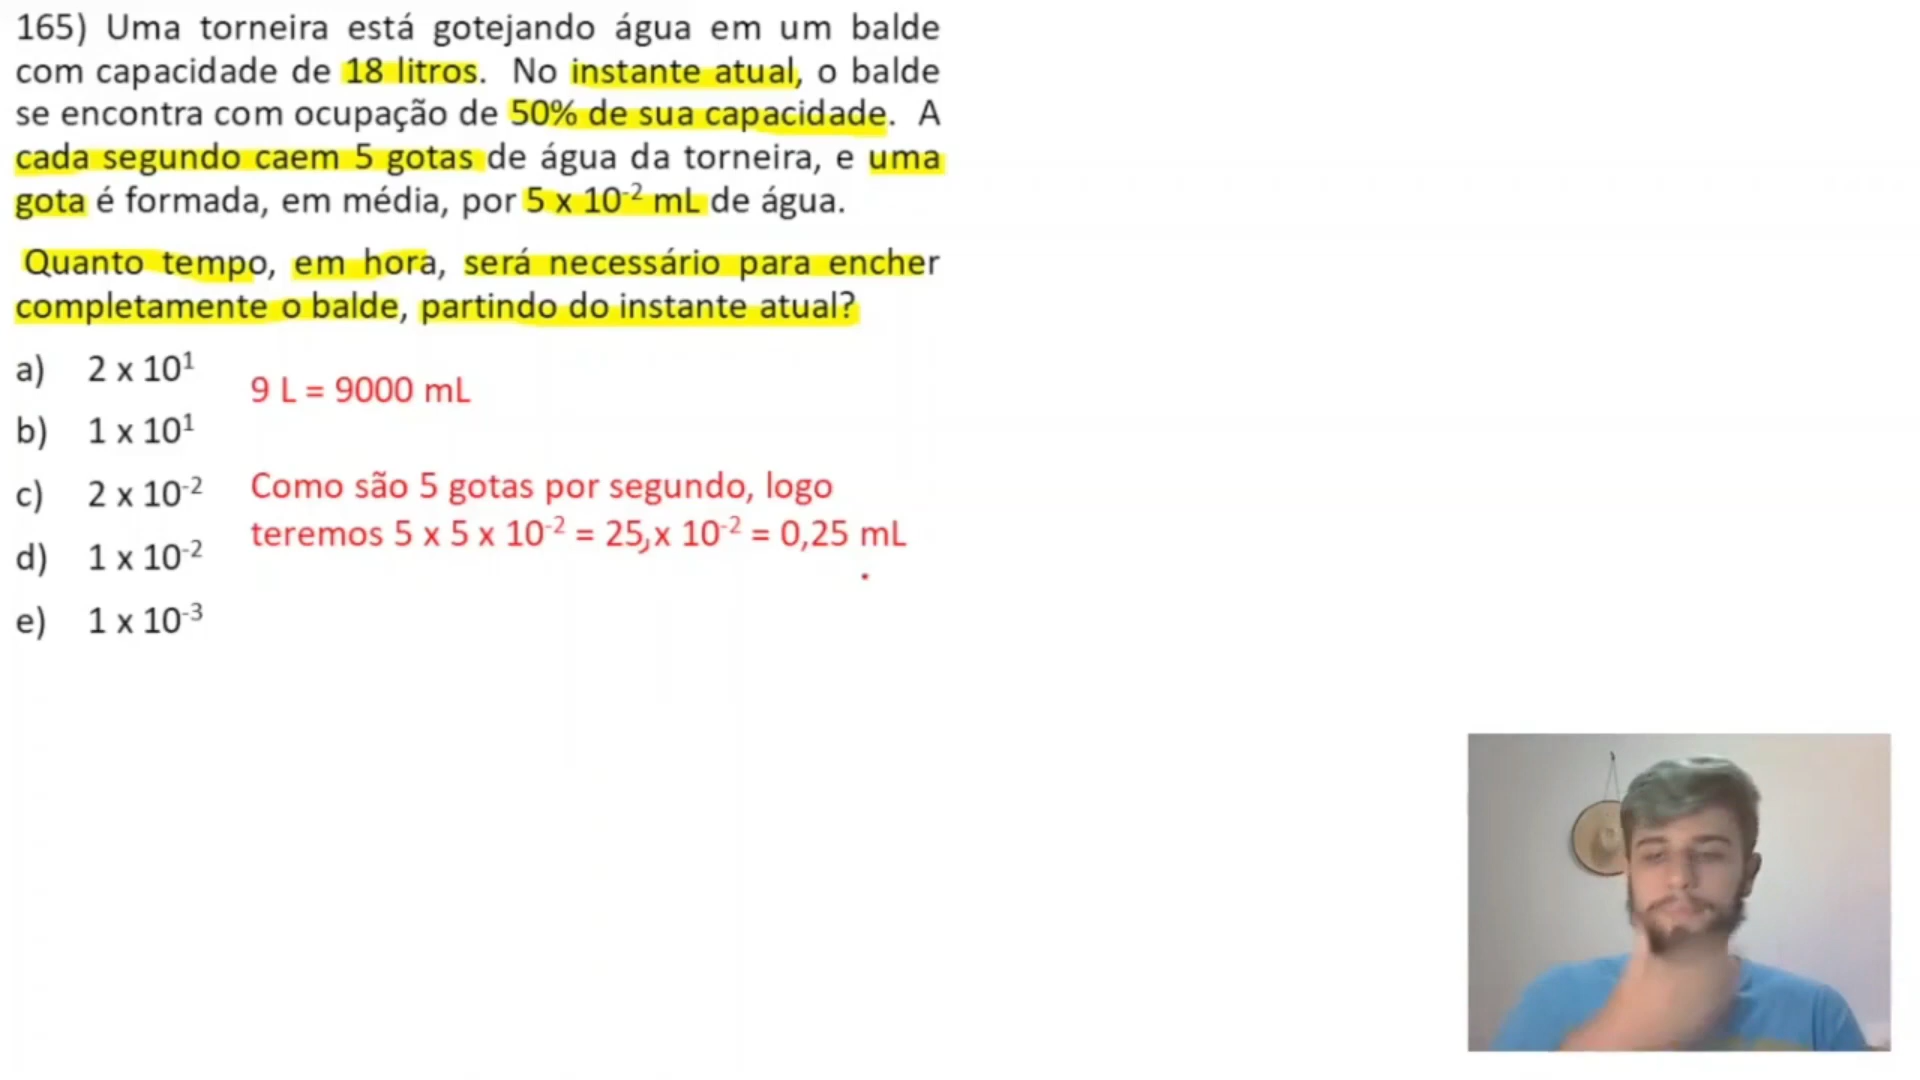 165) Uma torneira está gotejando água em um balde
com capacidade de 18 litros. No instante atual, o balde
se encontra com ocupação de 50% de sua capacidade. A
cada segundo caem 5 gotas de água da torneira, e uma
gota é formada, em média, por 5 x 10⁻² mL de água.
Quanto tempo, em hora, será necessário para encher
completamente o balde, partindo do instante atual?
a) 2 x 10¹
b) 1 x 10¹
c) 2 x 10⁻²
d) 1 x 10⁻²
e) 1 x 10⁻³
9 L = 9000 mL
Como são 5 gotas por segundo, logo
teremos 5 x 5 x 10⁻² = 25,x 10⁻² = 0,25 mL